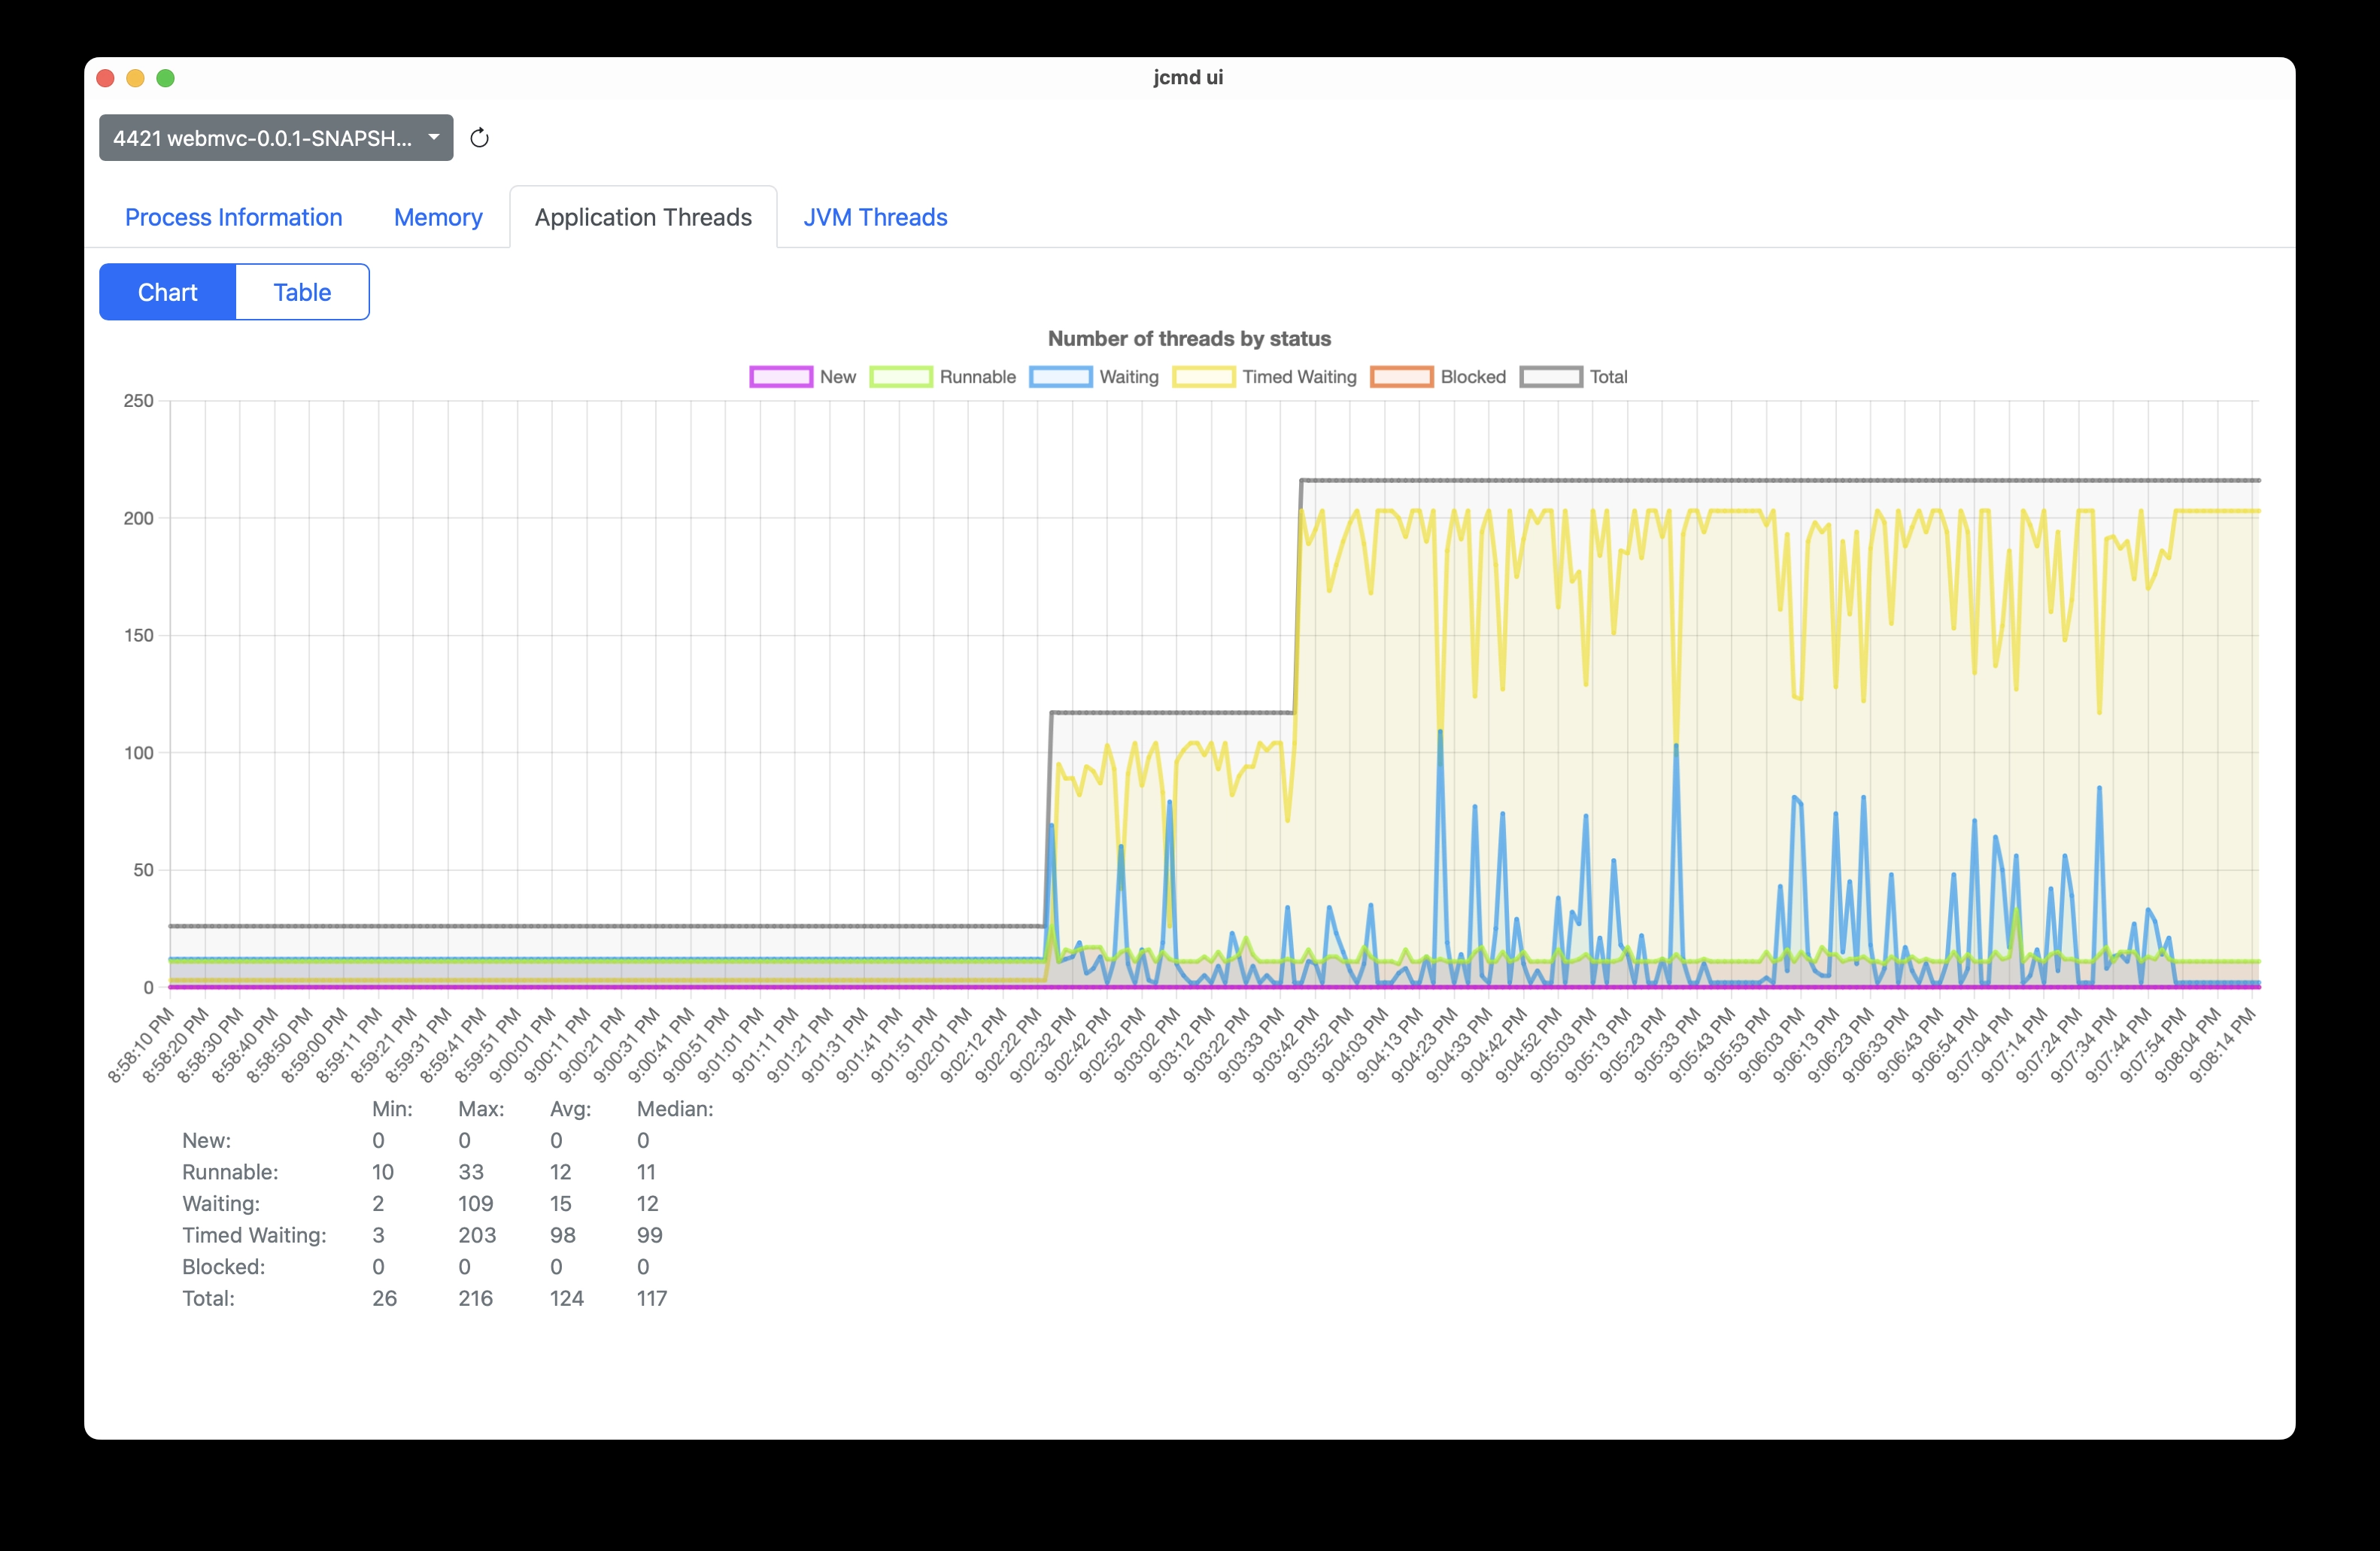 jcmd ui
4421 webmvc-0.0.1-SNAPSH...
Process Information Memory Application Threads JVM Threads
Chart Table
Number of threads by status
New Runnable Waiting Timed Waiting Blocked Total
250
200
150
100
50
0
8:58:10 PM 8:58:20 PM 8:58:30 PM 8:58:40 PM 8:58:50 PM 8:59:00 PM 8:59:11 PM 8:59:21 PM 8:59:31 PM 8:59:41 PM 8:59:51 PM 9:00:01 PM 9:00:11 PM 9:00:21 PM 9:00:31 PM 9:00:41 PM 9:00:51 PM 9:01:01 PM 9:01:11 PM 9:01:21 PM 9:01:31 PM 9:01:41 PM 9:01:51 PM 9:02:01 PM 9:02:12 PM 9:02:22 PM 9:02:32 PM 9:02:42 PM 9:02:52 PM 9:03:02 PM 9:03:12 PM 9:03:22 PM 9:03:33 PM 9:03:42 PM 9:03:52 PM 9:04:03 PM 9:04:13 PM 9:04:23 PM 9:04:33 PM 9:04:42 PM 9:04:52 PM 9:05:03 PM 9:05:13 PM 9:05:23 PM 9:05:33 PM 9:05:43 PM 9:05:53 PM 9:06:03 PM 9:06:13 PM 9:06:23 PM 9:06:33 PM 9:06:43 PM 9:06:54 PM 9:07:04 PM 9:07:14 PM 9:07:24 PM 9:07:34 PM 9:07:44 PM 9:07:54 PM 9:08:04 PM 9:08:14 PM
Min: Max: Avg: Median:
New: 0 0 0 0
Runnable: 10 33 12 11
Waiting: 2 109 15 12
Timed Waiting: 3 203 98 99
Blocked: 0 0 0 0
Total: 26 216 124 117